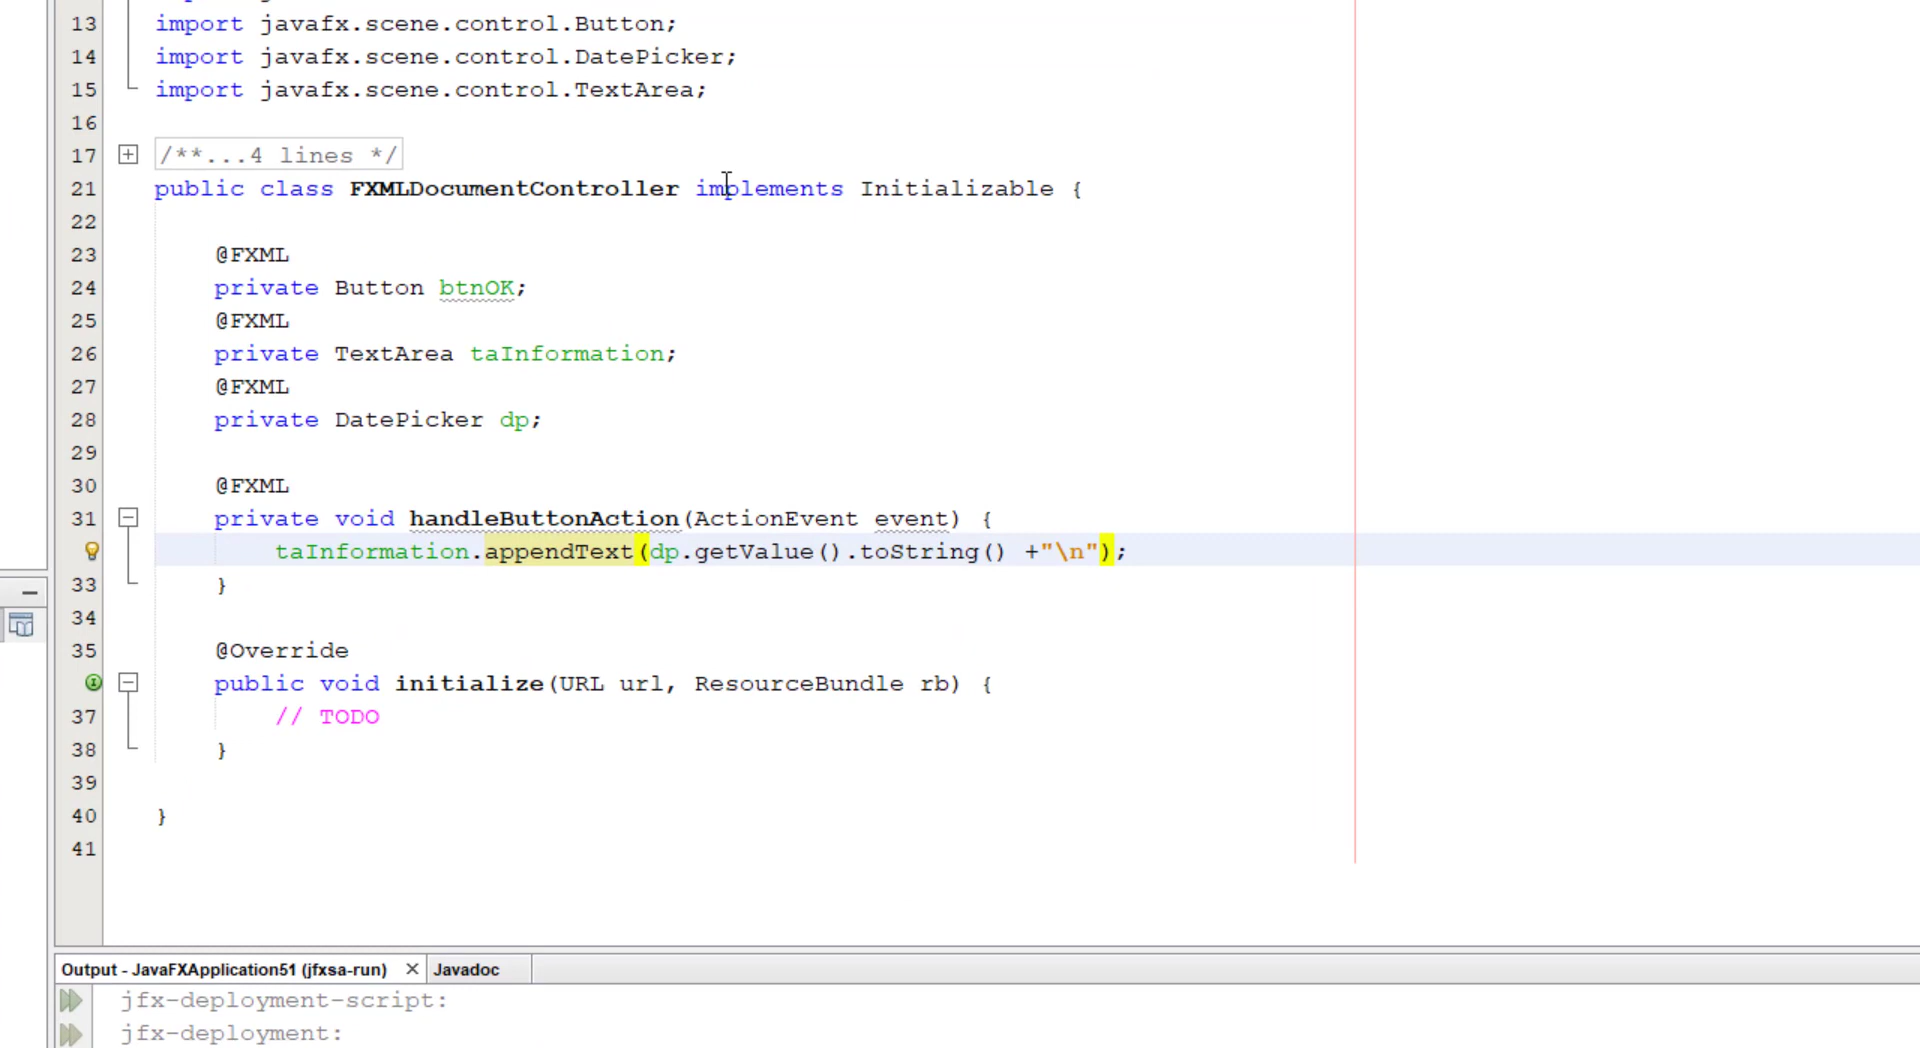 13 import javafx.scene.control.Button;
14 import javafx.scene.control.DatePicker;
15 import javafx.scene.control.TextArea;
16
17 /**...4 lines */
21 public class FXMLDocumentController implements Initializable {
22
23 @FXML
24 private Button btnOK;
25 @FXML
26 private TextArea taInformation;
27 @FXML
28 private DatePicker dp;
29
30 @FXML
31 private void handleButtonAction(ActionEvent event) {
taInformation.appendText(dp.getValue().toString() +"\n");
33 }
34
35 @Override
public void initialize(URL url, ResourceBundle rb) {
37 // TODO
38 }
39
40 }
41
Output - JavaFXApplication51 (jfxsa-run) Javadoc
jfx-deployment-script:
jfx-deployment: